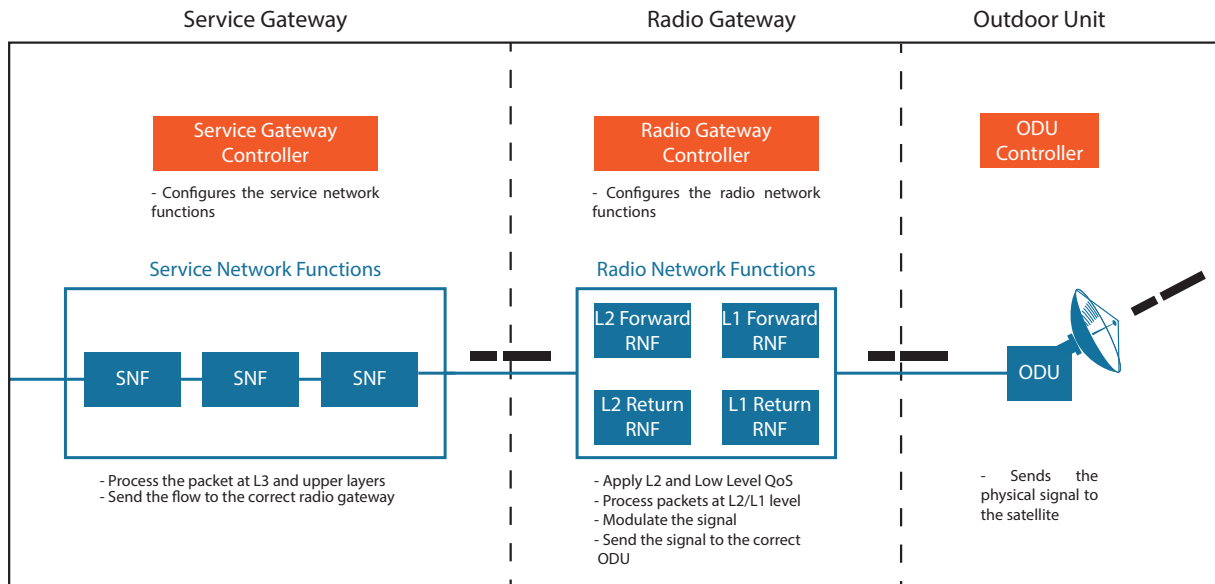 Service Gateway
Radio Gateway
Outdoor Unit
Service Gateway
Controller
- Configures the service network
functions
Radio Gateway
Controller
- Configures the radio network
functions
ODU
Controller
Service Network Functions
SNF
SNF
SNF
- Process the packet at L3 and upper layers
- Send the flow to the correct radio gateway
Radio Network Functions
L2 Forward
RNF
L1 Forward
RNF
L2 Return
RNF
L1 Return
RNF
- Apply L2 and Low Level QoS
- Process packets at L2/L1 level
- Modulate the signal
- Send the signal to the correct
ODU
ODU
- Sends the
physical signal to
the satellite